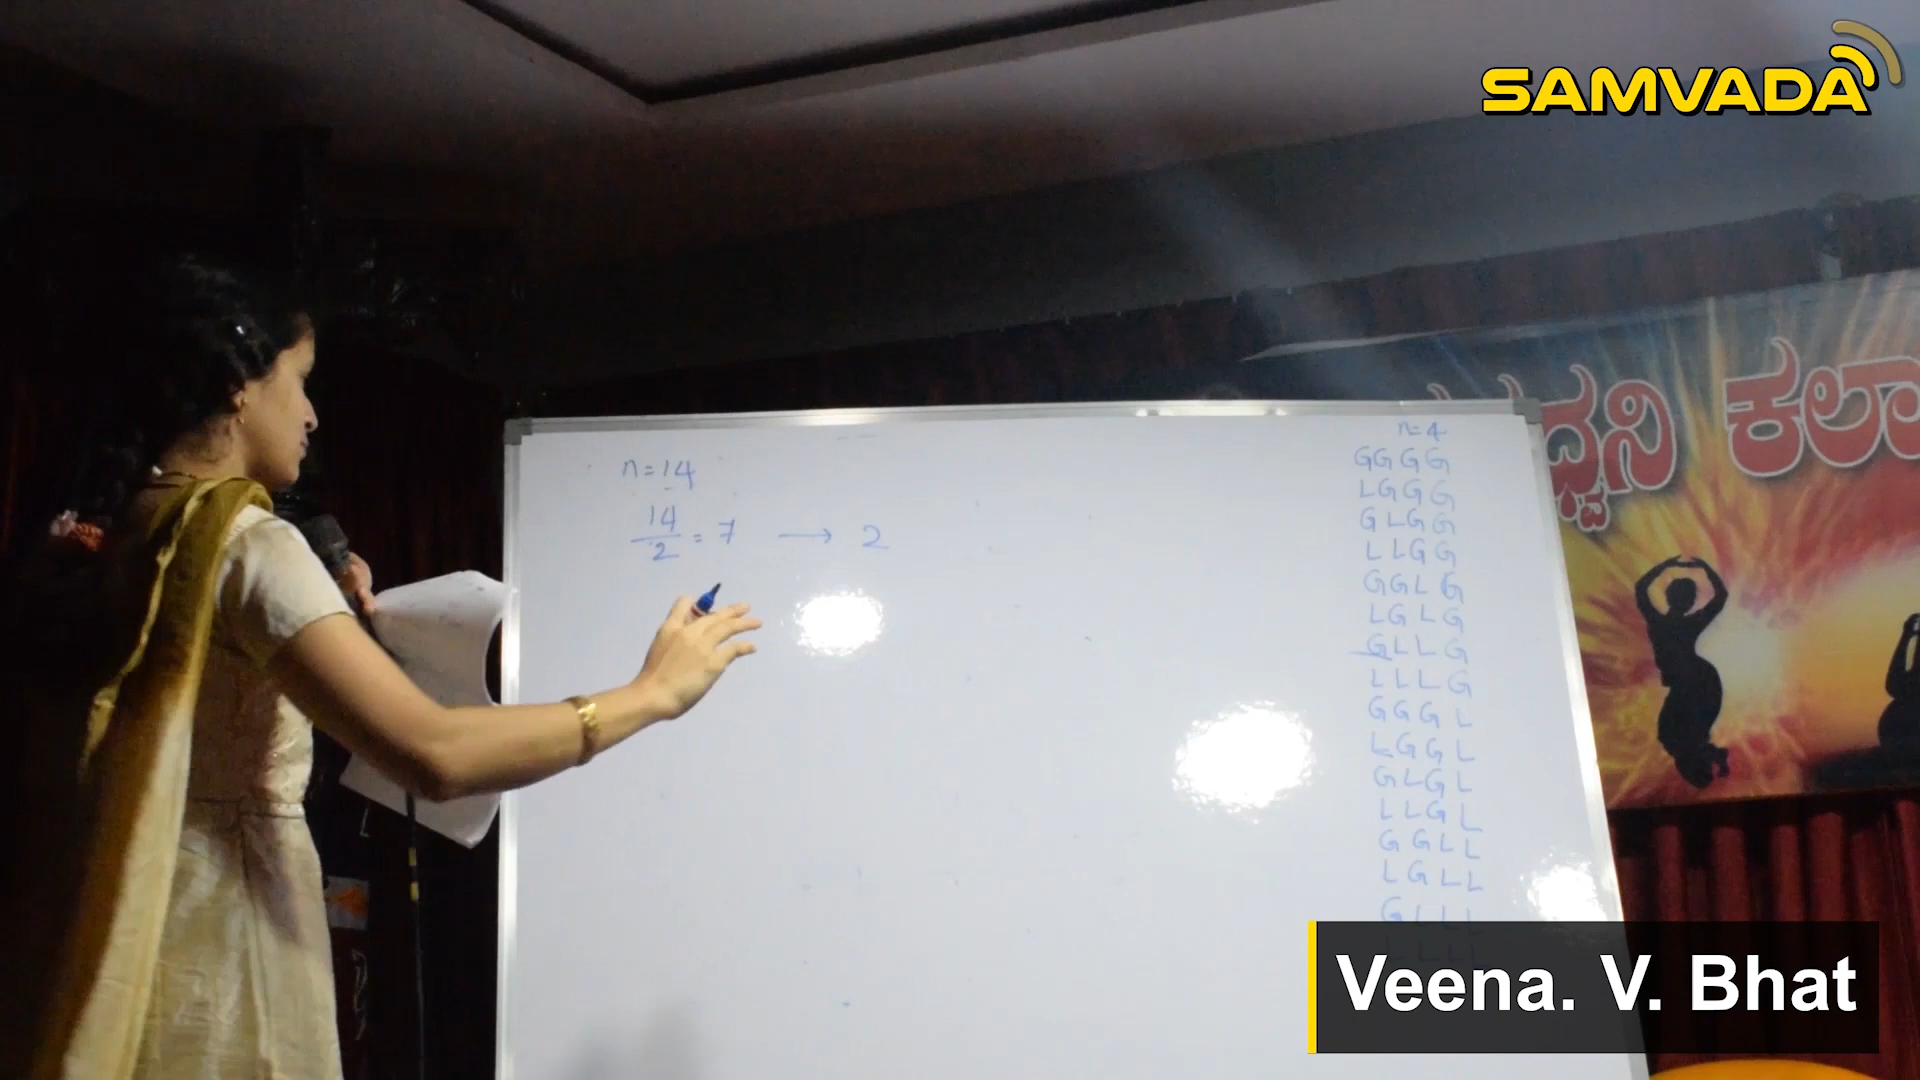 SAMVADA
n=14
14
2 = 7 → 2
n=4
GGGG
LGGG
GLGG
LLGG
GGLG
LGLG
GLLG
LLLG
GGGL
LGGL
GLGL
LLGL
GGLL
LGLL
GLLL
ಧ್ವನಿ ಕಲಾ
Veena. V. Bhat